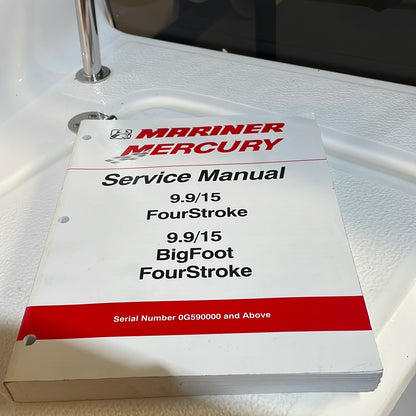 MARINER
MERCURY
Service Manual
9.9/15
FourStroke
9.9/15
BigFoot
FourStroke
Serial Number 0G590000 and Above